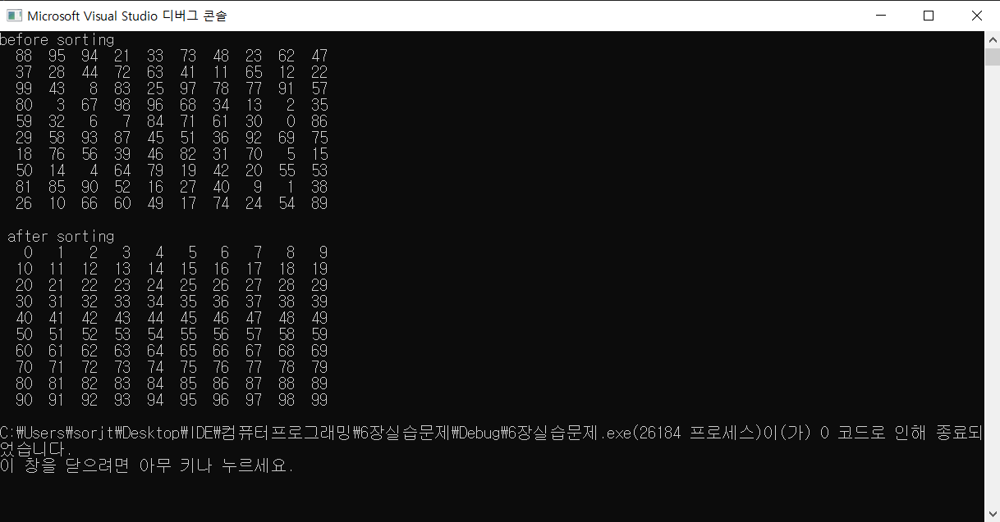 Microsoft Visual Studio 디버그 콘솔
before sorting
88 95 94 21 33 73 48 23 62 47
37 28 44 72 63 41 11 65 12 22
99 43 8 83 25 97 78 77 91 57
80 3 67 98 96 68 34 13 2 35
59 32 6 7 84 71 61 30 0 86
29 58 93 87 45 51 36 92 69 75
18 76 56 39 46 82 31 70 5 15
50 14 4 64 79 19 42 20 55 53
81 85 90 52 16 27 40 9 1 38
26 10 66 60 49 17 74 24 54 89
after sorting
0 1 2 3 4 5 6 7 8 9
10 11 12 13 14 15 16 17 18 19
20 21 22 23 24 25 26 27 28 29
30 31 32 33 34 35 36 37 38 39
40 41 42 43 44 45 46 47 48 49
50 51 52 53 54 55 56 57 58 59
60 61 62 63 64 65 66 67 68 69
70 71 72 73 74 75 76 77 78 79
80 81 82 83 84 85 86 87 88 89
90 91 92 93 94 95 96 97 98 99
C:₩Users₩sorjt₩Desktop₩IDE₩컴퓨터프로그래밍₩6장실습문제₩Debug₩6장실습문제.exe(26184 프로세스)이(가) 0 코드로 인해 종료되
었습니다.
이 창을 닫으려면 아무 키나 누르세요.